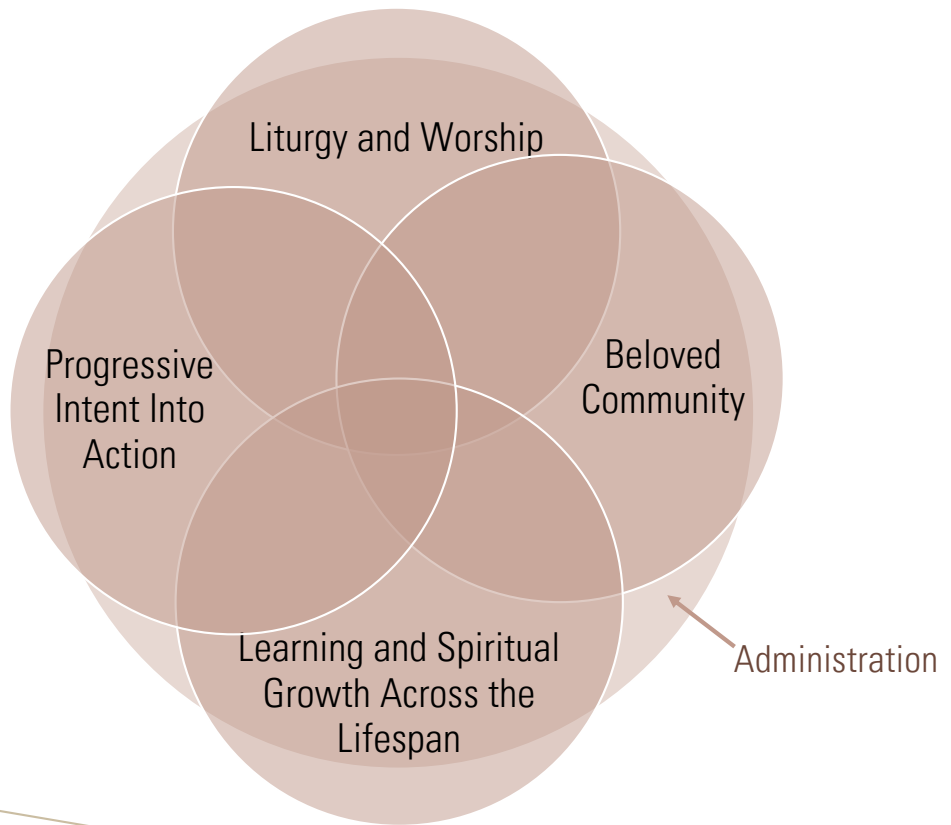 Liturgy and Worship
Progressive
Intent Into
Action
Beloved
Community
Learning and Spiritual
Growth Across the
Lifespan
Administration